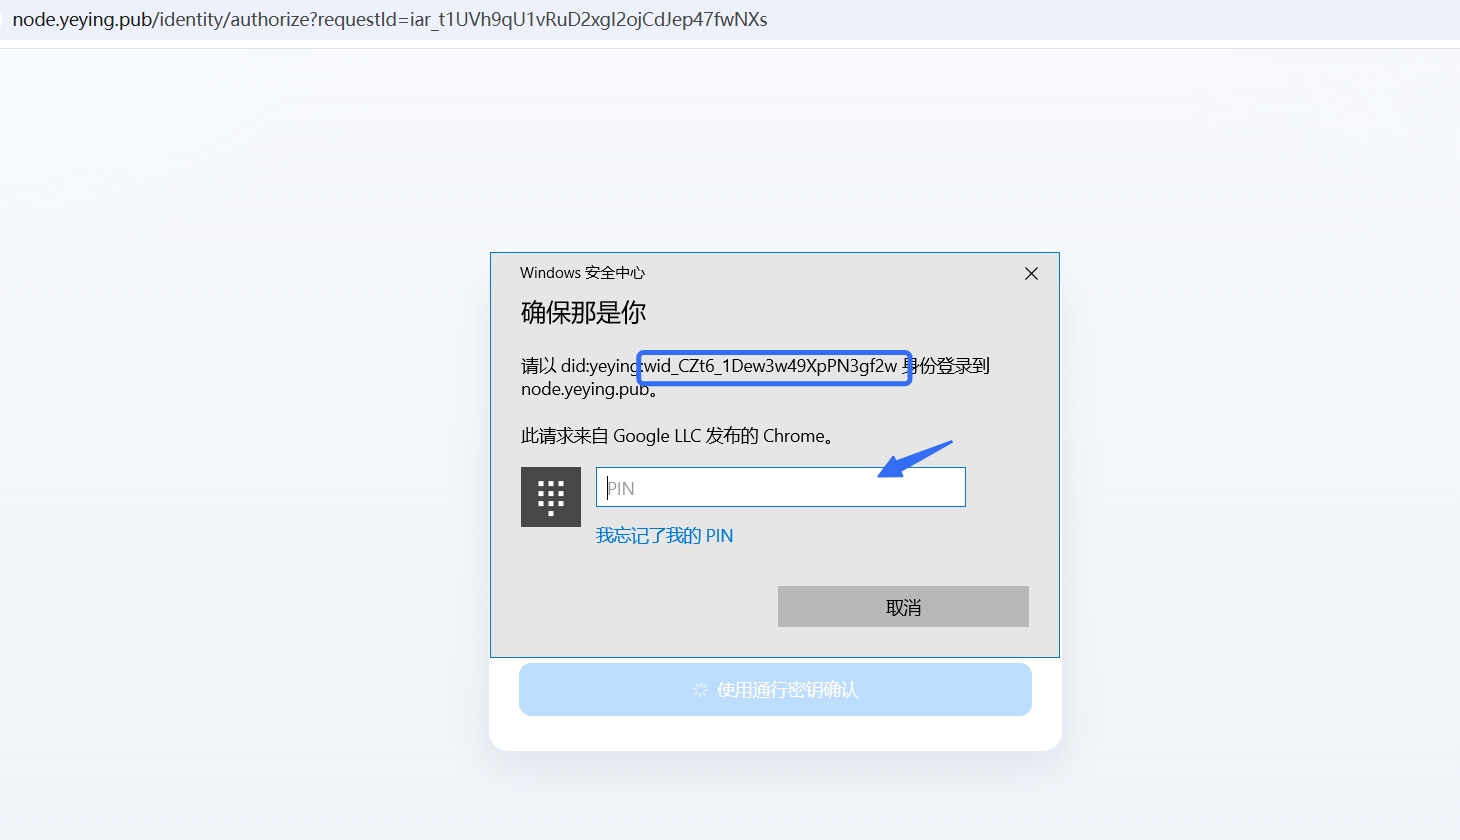 node.yeying.pub/identity/authorize?requestId=iar_t1UVh9qU1vRuD2xgI2ojCdJep47fwNXs
Windows 安全中心
确保那是你
请以 did:yeying:wid_CZt6_1Dew3w49XpPN3gf2w 身份登录到
node.yeying.pub。
此请求来自 Google LLC 发布的 Chrome。
PIN
我忘记了我的 PIN
取消
使用通行密钥确认